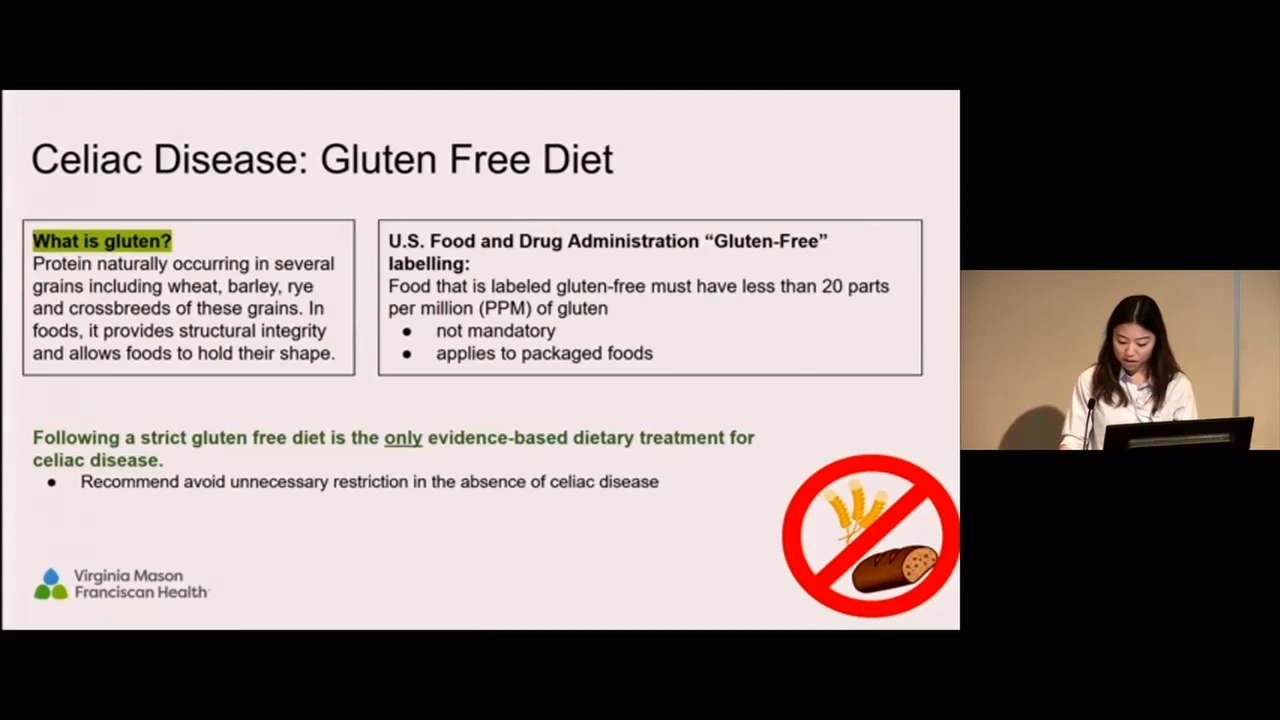 Celiac Disease: Gluten Free Diet
What is gluten?
Protein naturally occurring in several
grains including wheat, barley, rye
and crossbreeds of these grains. In
foods, it provides structural integrity
and allows foods to hold their shape.
U.S. Food and Drug Administration “Gluten-Free”
labelling:
Food that is labeled gluten-free must have less than 20 parts
per million (PPM) of gluten
● not mandatory
● applies to packaged foods
Following a strict gluten free diet is the only evidence-based dietary treatment for
celiac disease.
● Recommend avoid unnecessary restriction in the absence of celiac disease
Virginia Mason
Franciscan Health